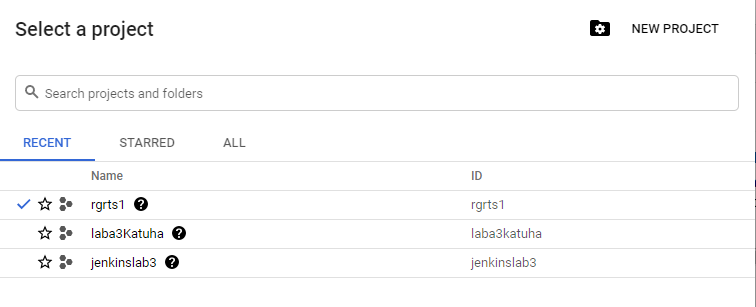 Select a project
NEW PROJECT
Search projects and folders
RECENT STARRED ALL
Name ID
rgrts1 rgrts1
laba3Katuha laba3katuha
jenkinslab3 jenkinslab3